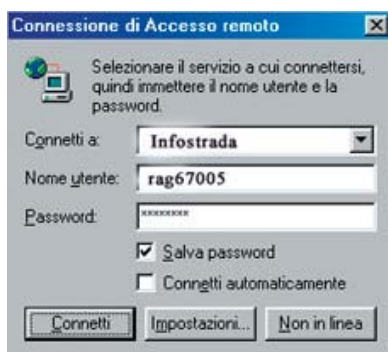 Connessione di Accesso remoto
Selezionare il servizio a cui connettersi,
quindi immettere il nome utente e la
password.
Connetti a: Infostrada
Nome utente: rag67005
Password: ********
Salva password
Connetti automaticamente
Connetti Impostazioni... Non in linea